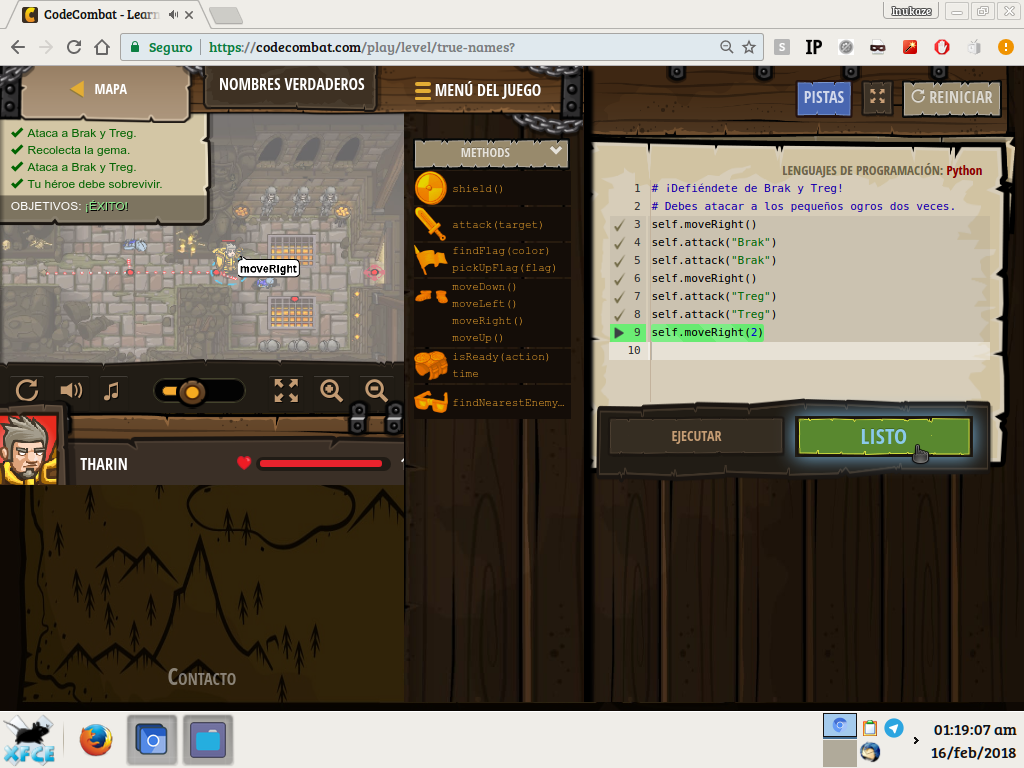 CodeCombat - Learn
Inukaze
Seguro
https://codecombat.com/play/level/true-names?
S
IP
MAPA
NOMBRES VERDADEROS
MENÚ DEL JUEGO
PISTAS
REINICIAR
Ataca a Brak y Treg.
Recolecta la gema.
Ataca a Brak y Treg.
Tu héroe debe sobrevivir.
OBJETIVOS: ¡ÉXITO!
moveRight
METHODS
shield()
attack(target)
findFlag(color)
pickUpFlag(flag)
moveDown()
moveLeft()
moveRight()
moveUp()
isReady(action)
time
findNearestEnemy…
LENGUAJES DE PROGRAMACIÓN: Python
1 # ¡Defiéndete de Brak y Treg!
2 # Debes atacar a los pequeños ogros dos veces.
3 self.moveRight()
4 self.attack("Brak")
5 self.attack("Brak")
6 self.moveRight()
7 self.attack("Treg")
8 self.attack("Treg")
9 self.moveRight(2)
10
EJECUTAR
LISTO
THARIN
CONTACTO
XFCE
01:19:07 am
16/feb/2018